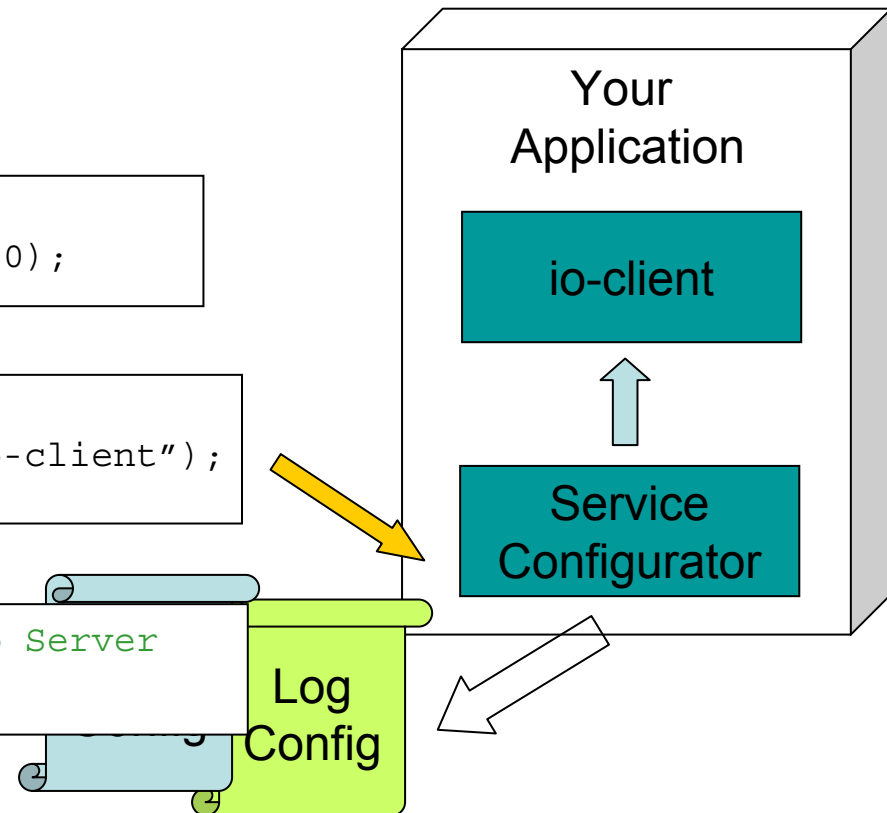 Your
Application
0);
io-client
-client”);
Service
Configurator
Server
Log
Config